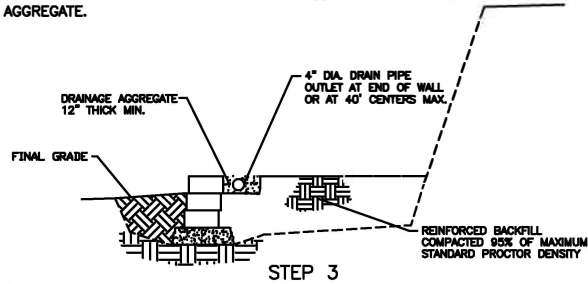 AGGREGATE.
4" DIA. DRAIN PIPE
OUTLET AT END OF WALL
OR AT 40' CENTERS MAX.
DRAINAGE AGGREGATE
12" THICK MIN.
FINAL GRADE
REINFORCED BACKFILL
COMPACTED 95% OF MAXIMUM
STANDARD PROCTOR DENSITY
STEP 3